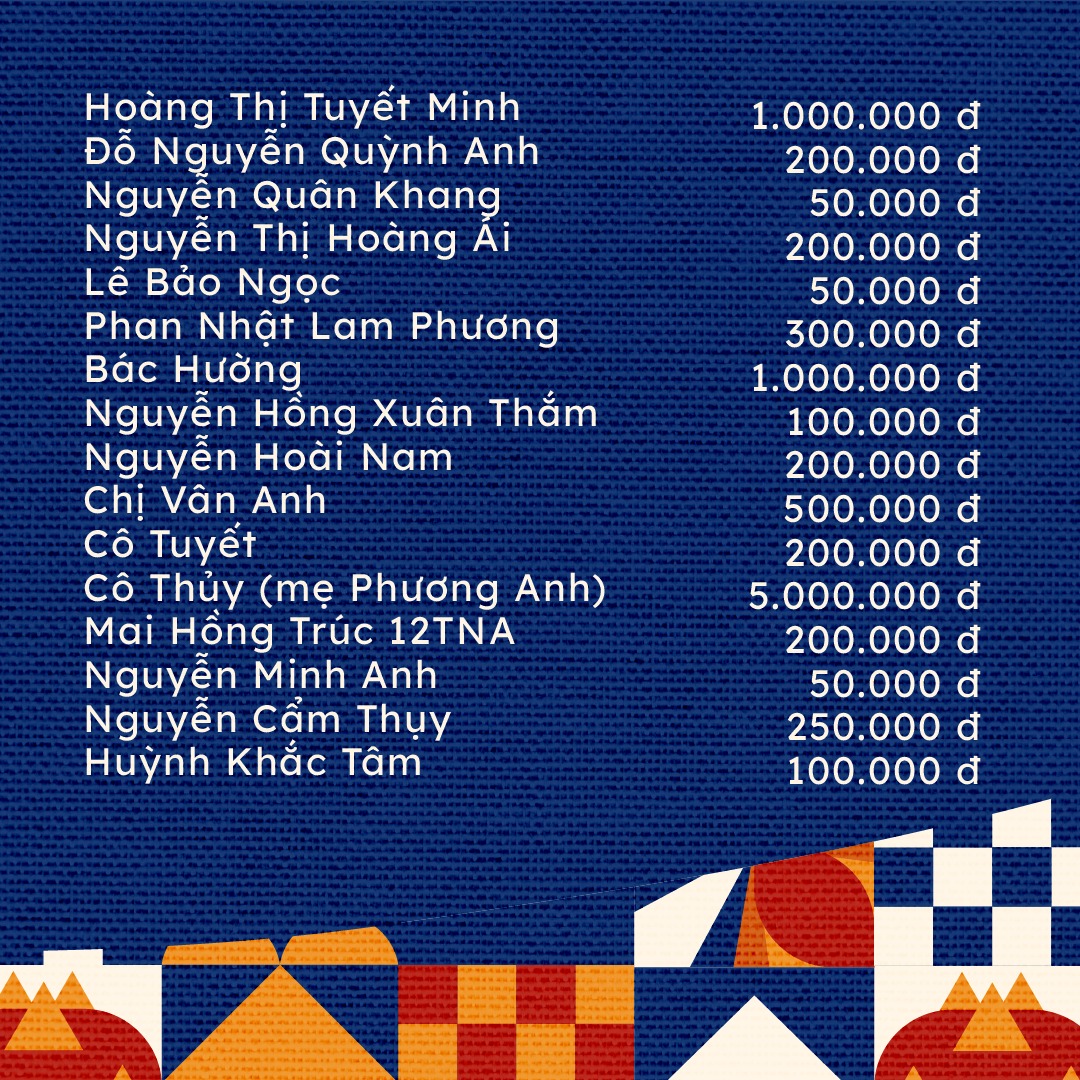 Hoàng Thị Tuyết Minh 1.000.000 đ
Đỗ Nguyễn Quỳnh Anh 200.000 đ
Nguyễn Quân Khang 50.000 đ
Nguyễn Thị Hoàng Ái 200.000 đ
Lê Bảo Ngọc 50.000 đ
Phan Nhật Lam Phương 300.000 đ
Bác Hường 1.000.000 đ
Nguyễn Hồng Xuân Thắm 100.000 đ
Nguyễn Hoài Nam 200.000 đ
Chị Vân Anh 500.000 đ
Cô Tuyết 200.000 đ
Cô Thủy (mẹ Phương Anh) 5.000.000 đ
Mai Hồng Trúc 12TNA 200.000 đ
Nguyễn Minh Anh 50.000 đ
Nguyễn Cẩm Thụy 250.000 đ
Huỳnh Khắc Tâm 100.000 đ